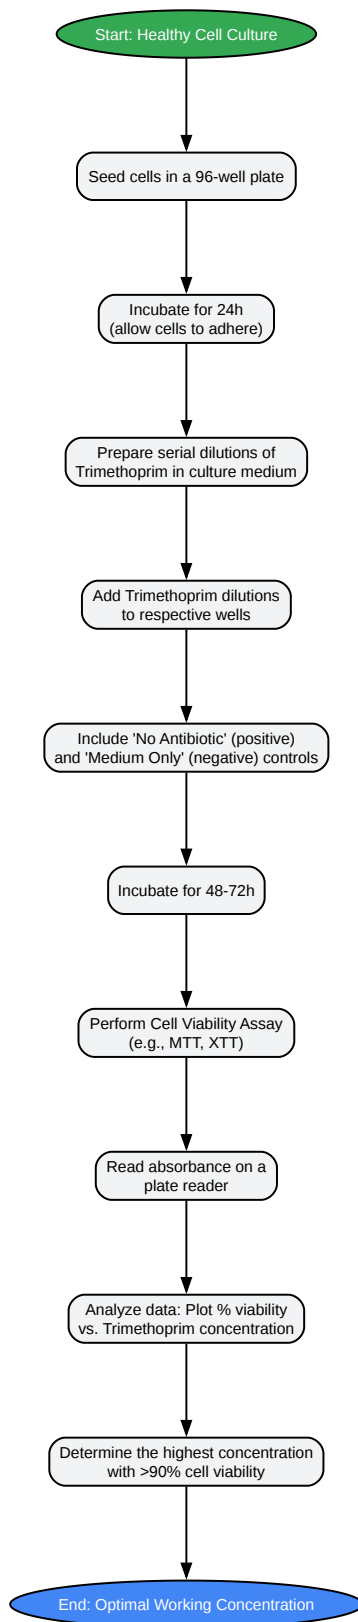 Start: Healthy Cell Culture
Seed cells in a 96-well plate
Incubate for 24h
(allow cells to adhere)
Prepare serial dilutions of
Trimethoprim in culture medium
Add Trimethoprim dilutions
to respective wells
Include 'No Antibiotic' (positive)
and 'Medium Only' (negative) controls
Incubate for 48-72h
Perform Cell Viability Assay
(e.g., MTT, XTT)
Read absorbance on a
plate reader
Analyze data: Plot % viability
vs. Trimethoprim concentration
Determine the highest concentration
with >90% cell viability
End: Optimal Working Concentration